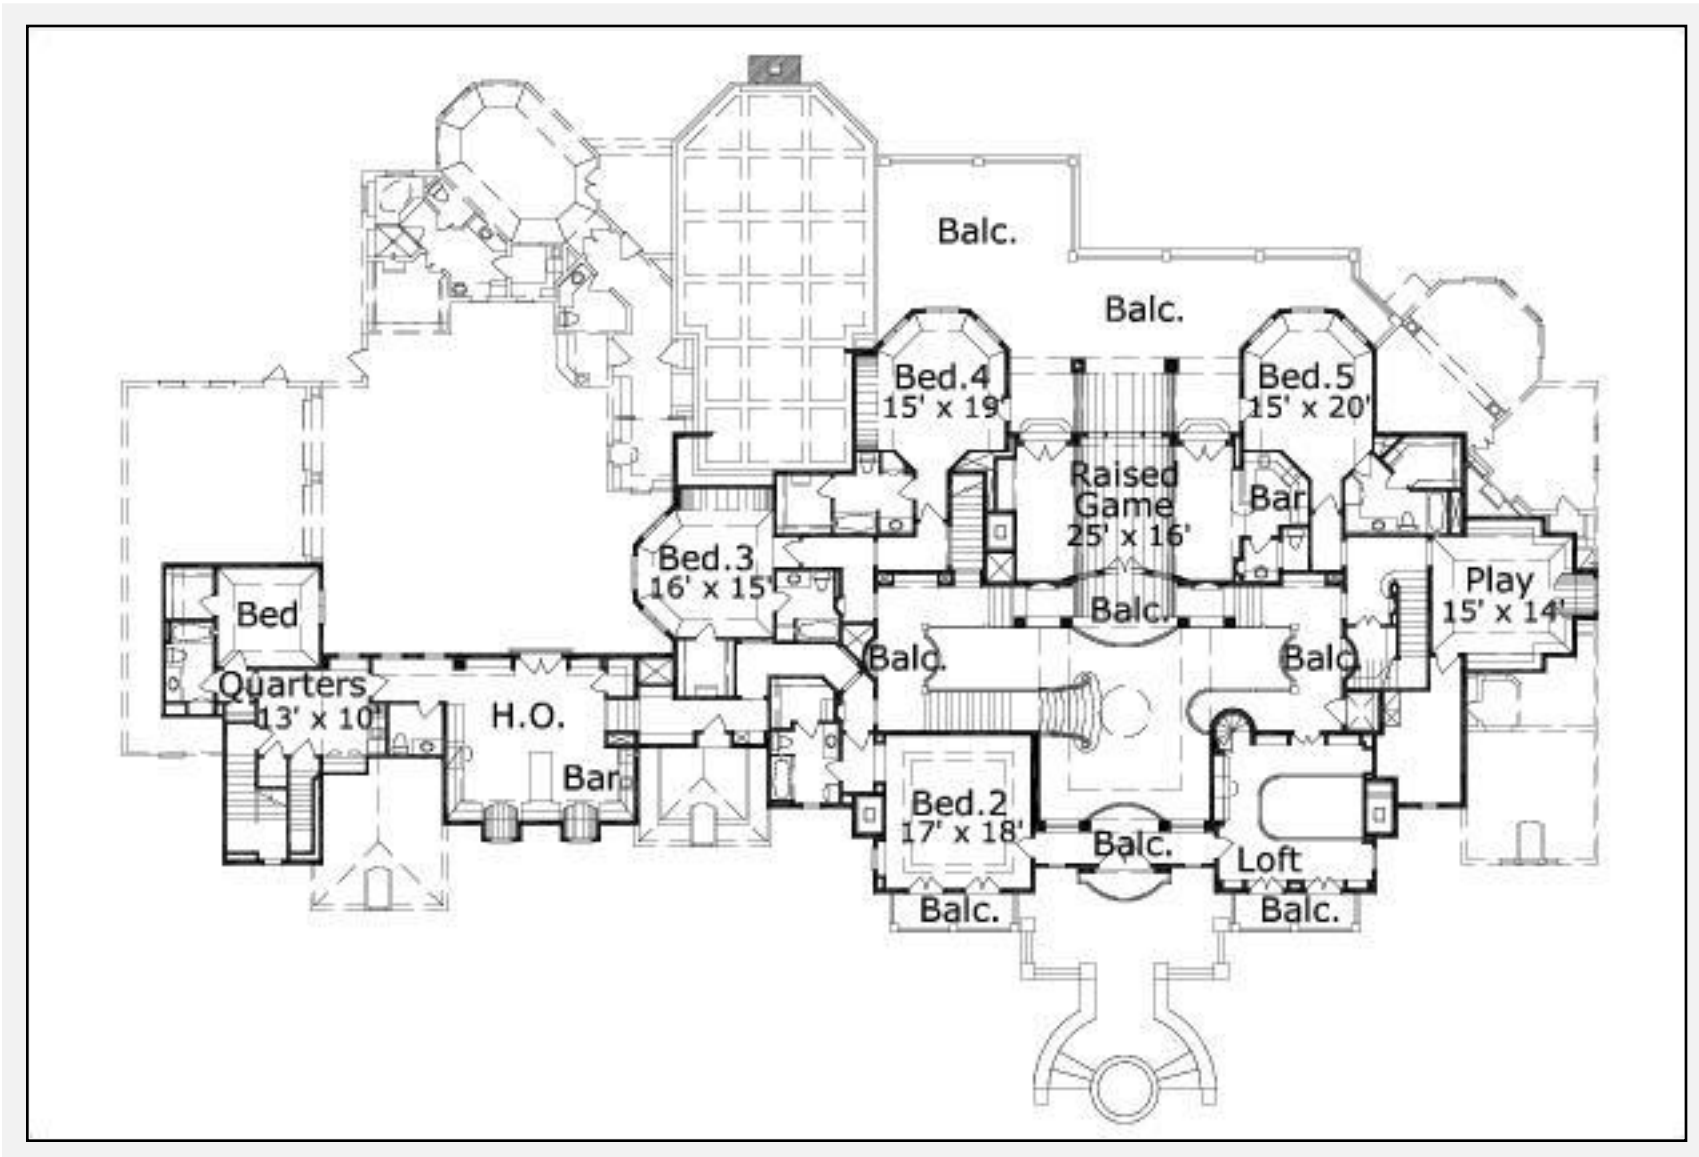 Balc.
Balc.
Bed.4
15' x 19'
Bed.5
15' x 20'
Raised
Game
25' x 16'
Bar
Bed.3
16' x 15'
Play
15' x 14'
Balc.
Bed
Balc.
Balc.
Quarters
13' x 10'
H.O.
Bar
Bed.2
17' x 18'
Balc.
Loft
Balc.
Balc.